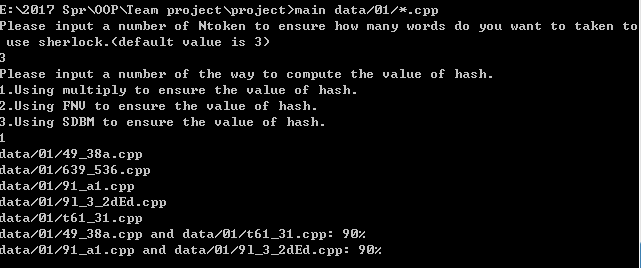 E:\2017 Spr\OOP\Team project\project>main data/01/*.cpp
Please input a number of Ntoken to ensure how many words do you want to taken to
 use sherlock.(default value is 3)
3
Please input a number of the way to compute the value of hash.
1.Using multiply to ensure the value of hash.
2.Using FNV to ensure the value of hash.
3.Using SDBM to ensure the value of hash.
1
data/01/49_38a.cpp
data/01/639_536.cpp
data/01/91_a1.cpp
data/01/9l_3_2dEd.cpp
data/01/t61_31.cpp
data/01/49_38a.cpp and data/01/t61_31.cpp: 90%
data/01/91_a1.cpp and data/01/9l_3_2dEd.cpp: 90%